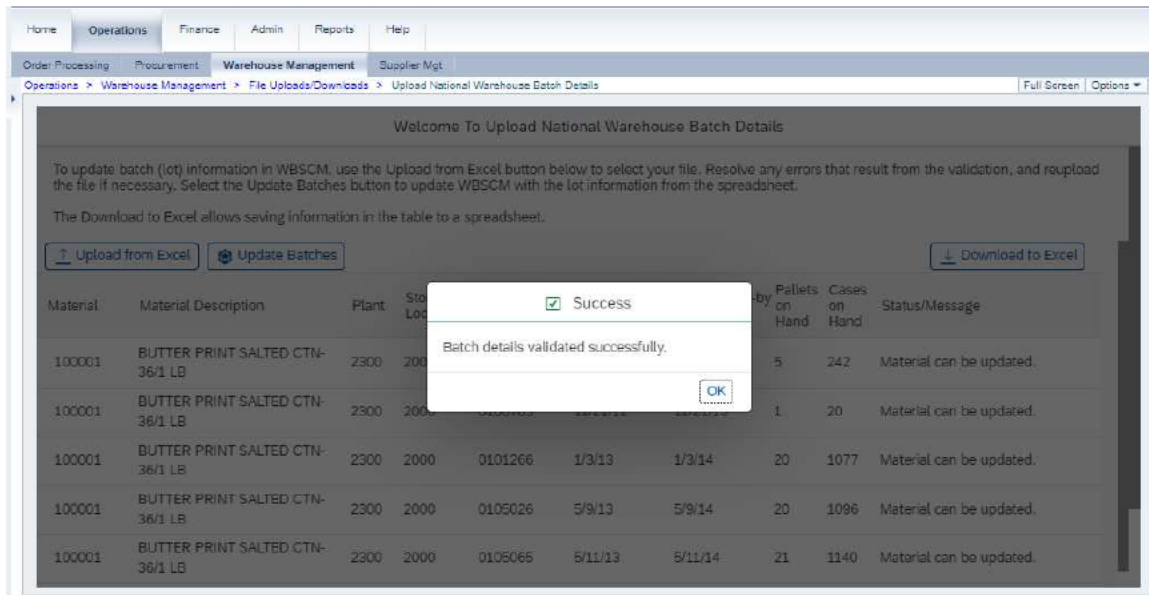 Home Operations Finance Admin Reports Help
Order Processing Procurement Warehouse Management Supplier Mgt
Operations > Warehouse Management > File Uploads/Downloads > Upload National Warehouse Batch Details Full Screen Options
Welcome To Upload National Warehouse Batch Details
To update batch (lot) information in WBSCM, use the Upload from Excel button below to select your file. Resolve any errors that result from the validation, and reupload
the file if necessary. Select the Update Batches button to update WBSCM with the lot information from the spreadsheet.
The Download to Excel allows saving information in the table to a spreadsheet.
Upload from Excel Update Batches Download to Excel
Material Material Description Plant Sto Loc -by Pallets on Hand Cases on Hand Status/Message
Success
Batch details validated successfully.
OK
100001 BUTTER PRINT SALTED CTN- 2300 200 5 242 Material can be updated.
36/1 LB
100001 BUTTER PRINT SALTED CTN- 2300 2000 1 20 Material can be updated.
36/1 LB
100001 BUTTER PRINT SALTED CTN- 2300 2000 0101266 1/3/13 1/3/14 20 1077 Material can be updated.
36/1 LB
100001 BUTTER PRINT SALTED CTN- 2300 2000 0105026 5/9/13 5/9/14 20 1096 Material can be updated.
36/1 LB
100001 BUTTER PRINT SALTED CTN- 2300 2000 0105065 5/11/13 5/11/14 21 1140 Material can be updated.
36/1 LB